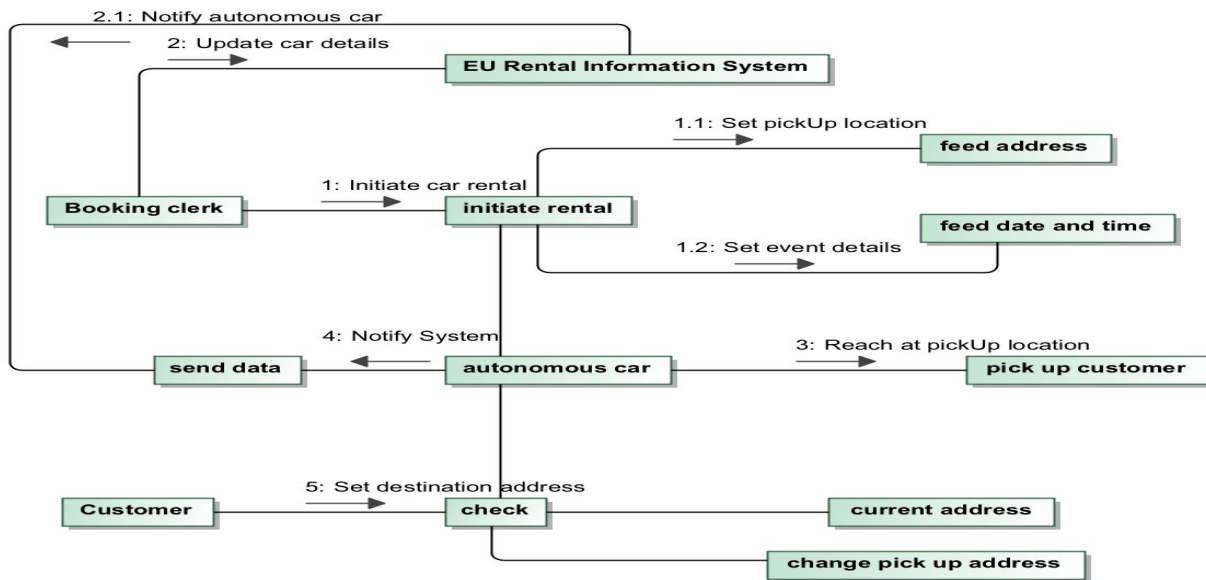 2.1: Notify autonomous car
2: Update car details
EU Rental Information System
1.1: Set pickUp location
feed address
1: Initiate car rental
Booking clerk
initiate rental
feed date and time
1.2: Set event details
4: Notify System
3: Reach at pickUp location
send data
autonomous car
pick up customer
5: Set destination address
Customer
check
current address
change pick up address